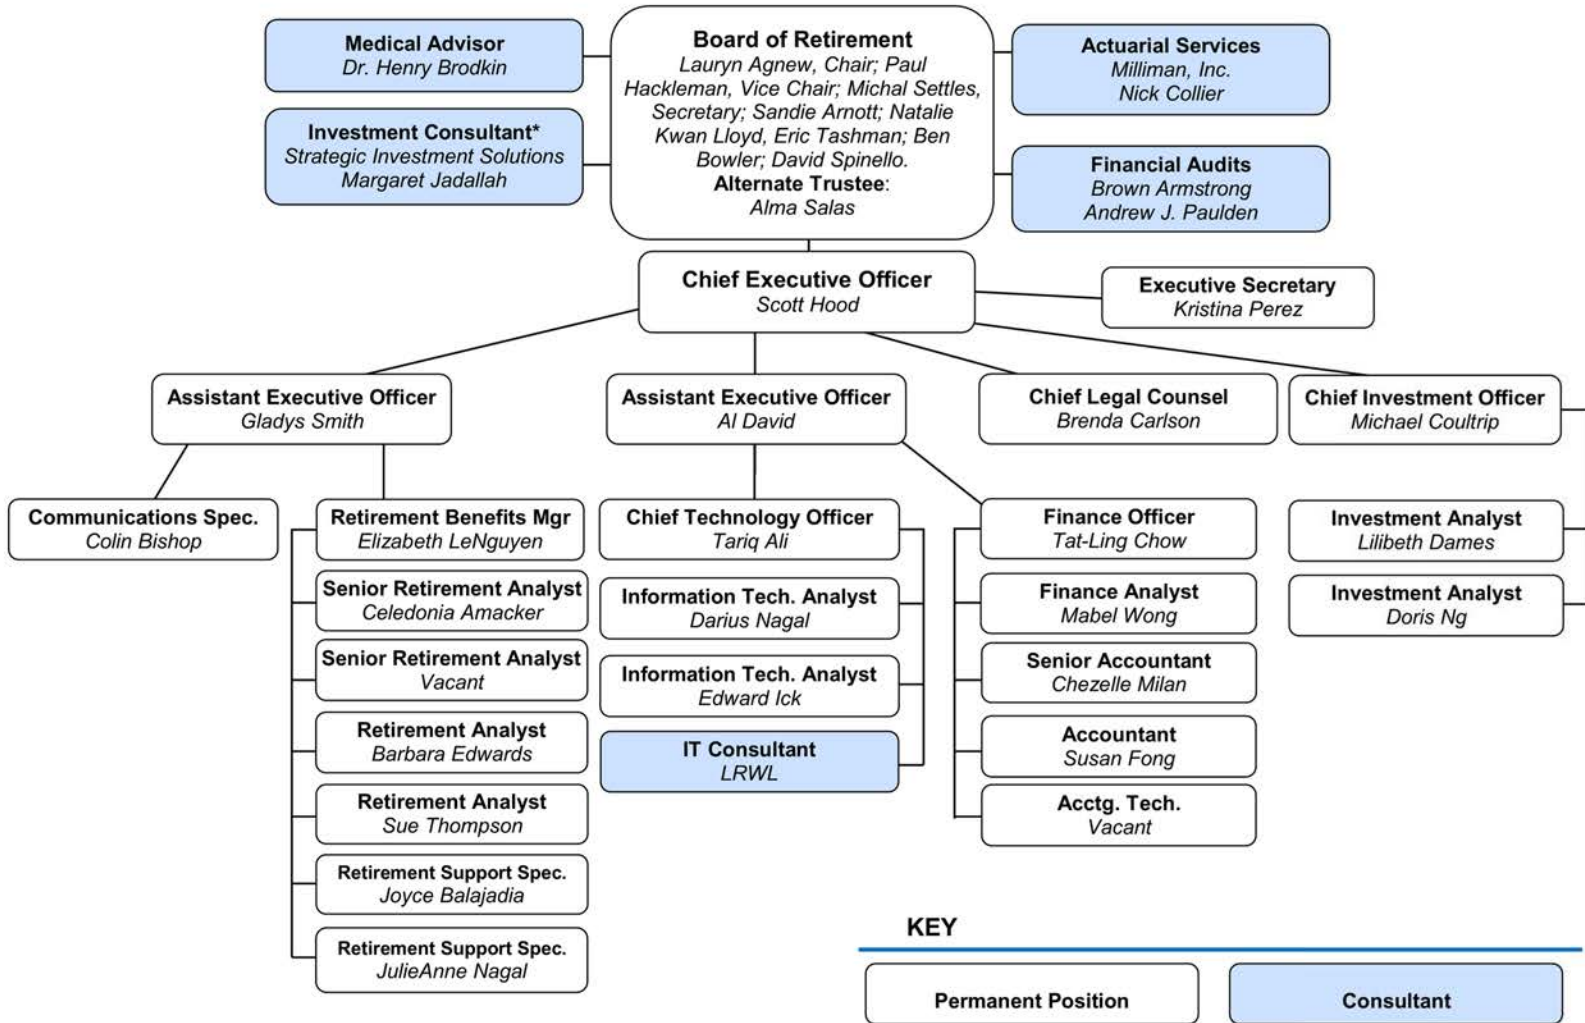 Medical Advisor
Dr. Henry Brodkin
Investment Consultant*
Strategic Investment Solutions
Margaret Jadallah
Board of Retirement
Lauryn Agnew, Chair; Paul
Hackleman, Vice Chair; Michal Settles,
Secretary; Sandie Arnott; Natalie
Kwan Lloyd, Eric Tashman; Ben
Bowler; David Spinello.
Alternate Trustee:
Alma Salas
Actuarial Services
Milliman, Inc.
Nick Collier
Financial Audits
Brown Armstrong
Andrew J. Paulden
Chief Executive Officer
Scott Hood
Executive Secretary
Kristina Perez
Assistant Executive Officer
Gladys Smith
Assistant Executive Officer
Al David
Chief Legal Counsel
Brenda Carlson
Chief Investment Officer
Michael Coultrip
Communications Spec.
Colin Bishop
Retirement Benefits Mgr
Elizabeth LeNguyen
Senior Retirement Analyst
Celedonia Amacker
Senior Retirement Analyst
Vacant
Retirement Analyst
Barbara Edwards
Retirement Analyst
Sue Thompson
Retirement Support Spec.
Joyce Balajadia
Retirement Support Spec.
JulieAnne Nagal
Chief Technology Officer
Tariq Ali
Information Tech. Analyst
Darius Nagal
Information Tech. Analyst
Edward Ick
IT Consultant
LRWL
Finance Officer
Tat-Ling Chow
Finance Analyst
Mabel Wong
Senior Accountant
Chezelle Milan
Accountant
Susan Fong
Acctg. Tech.
Vacant
Investment Analyst
Lilibeth Dames
Investment Analyst
Doris Ng
KEY
Permanent Position
Consultant